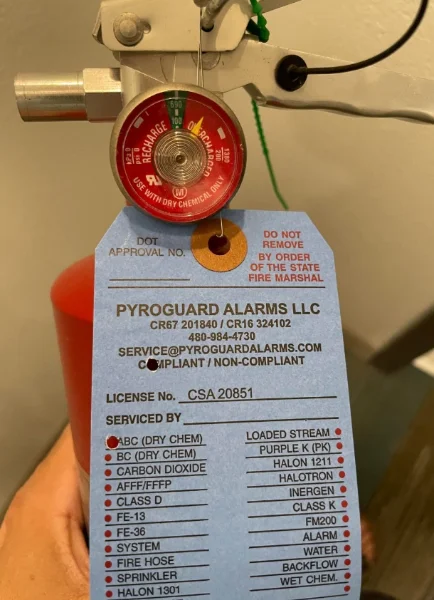 RECHARGE
OVERCHARGED
USE WITH DRY CHEMICAL ONLY
M
DOT
APPROVAL NO.
DO NOT
REMOVE
BY ORDER
OF THE STATE
FIRE MARSHAL
PYROGUARD ALARMS LLC
CR67 201840 / CR16 324102
480-984-4730
SERVICE@PYROGUARDALARMS.COM
COMPLIANT / NON-COMPLIANT
LICENSE No. CSA 20851
SERVICED BY
ABC (DRY CHEM)
BC (DRY CHEM)
CARBON DIOXIDE
AFFF/FFFP
CLASS D
FE-13
FE-36
SYSTEM
FIRE HOSE
SPRINKLER
HALON 1301
LOADED STREAM
PURPLE K (PK)
HALON 1211
HALOTRON
INERGEN
CLASS K
FM200
ALARM
WATER
BACKFLOW
WET CHEM.